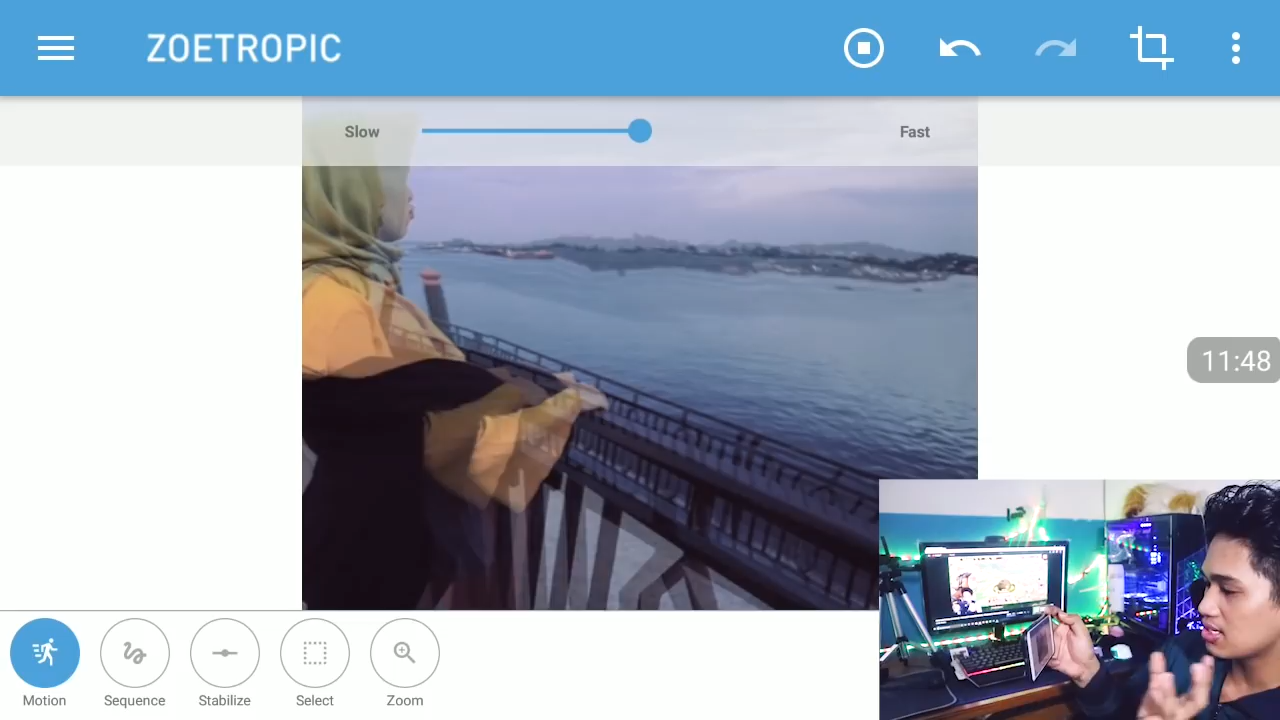 ZOETROPIC
Slow
Fast
11:48
Motion
Sequence
Stabilize
Select
Zoom